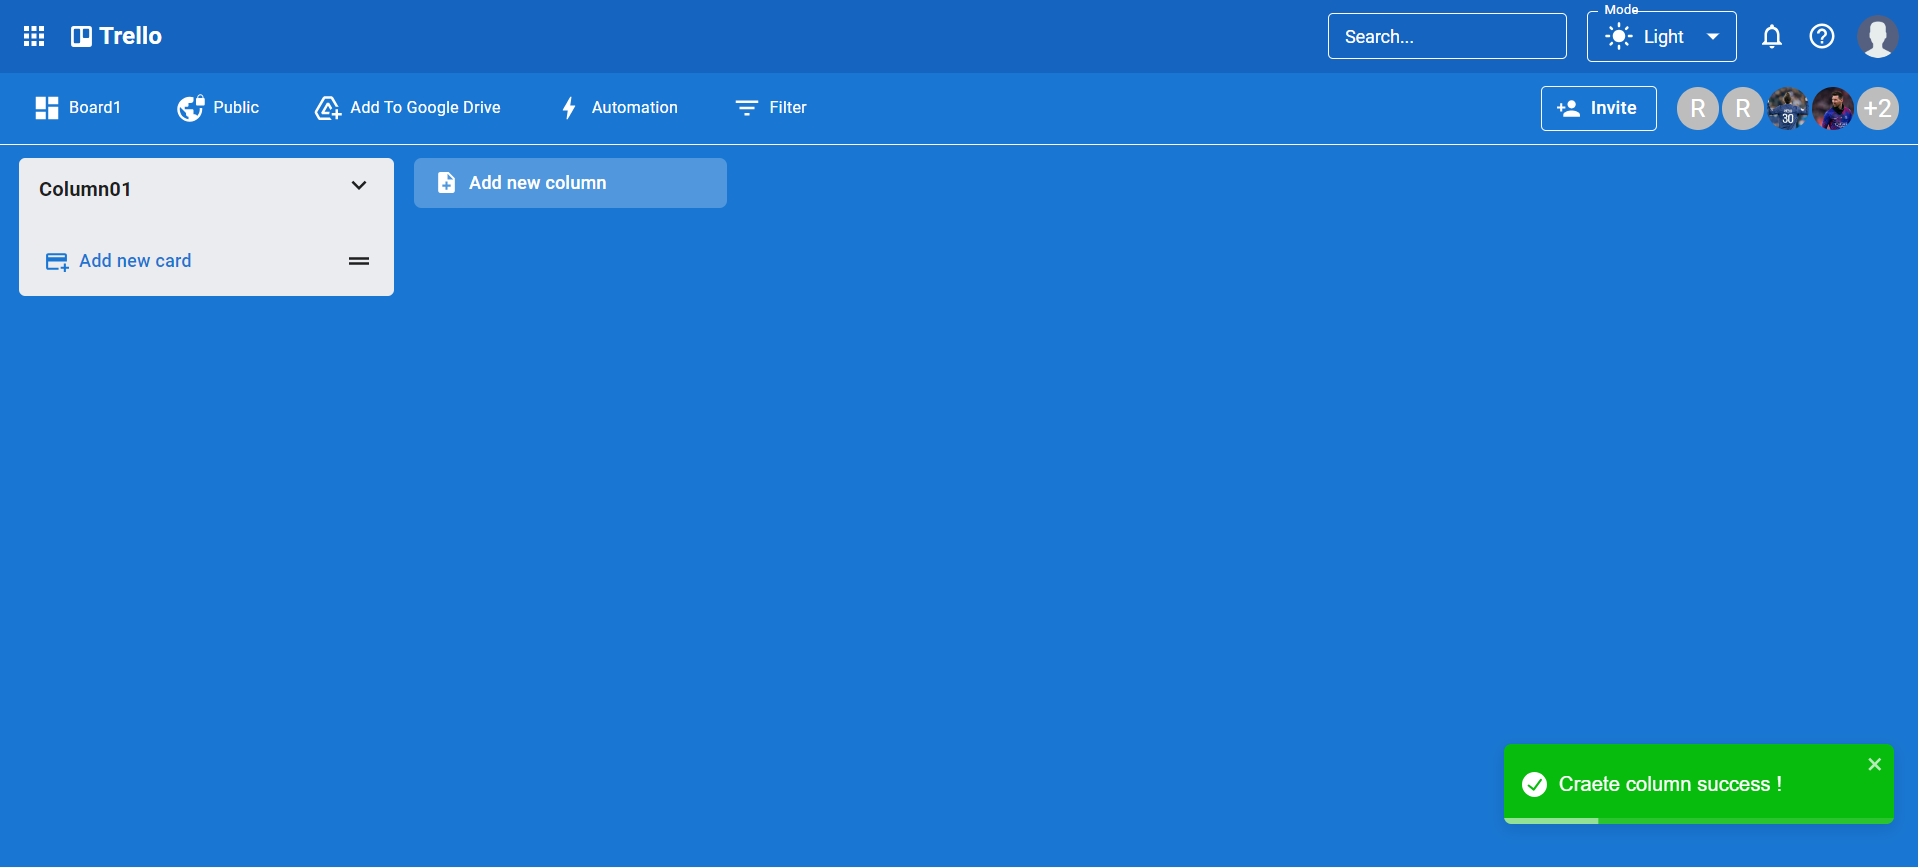 Trello
Search...
Mode
Light
Board1
Public
Add To Google Drive
Automation
Filter
Invite
R
R
30
+2
Column01
Add new column
Add new card
Craete column success !